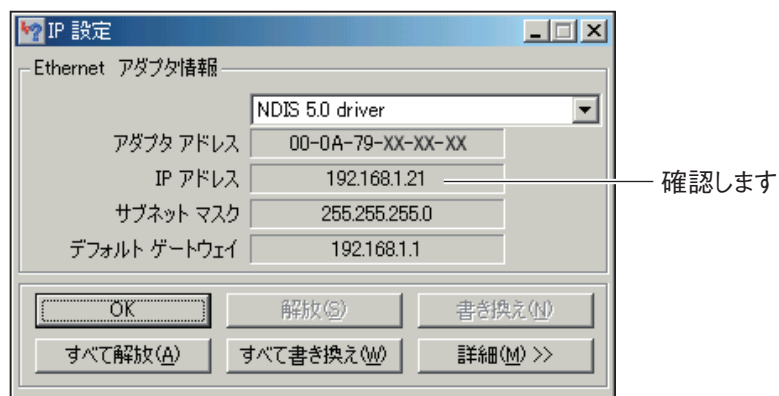 IP 設定
Ethernet アダプタ情報
NDIS 5.0 driver
アダプタ アドレス 00-0A-79-XX-XX-XX
IP アドレス 192.168.1.21 確認します
サブネット マスク 255.255.255.0
デフォルト ゲートウェイ 192.168.1.1
OK 解放(S) 書き換え(N)
すべて解放(A) すべて書き換え(W) 詳細(M) >>